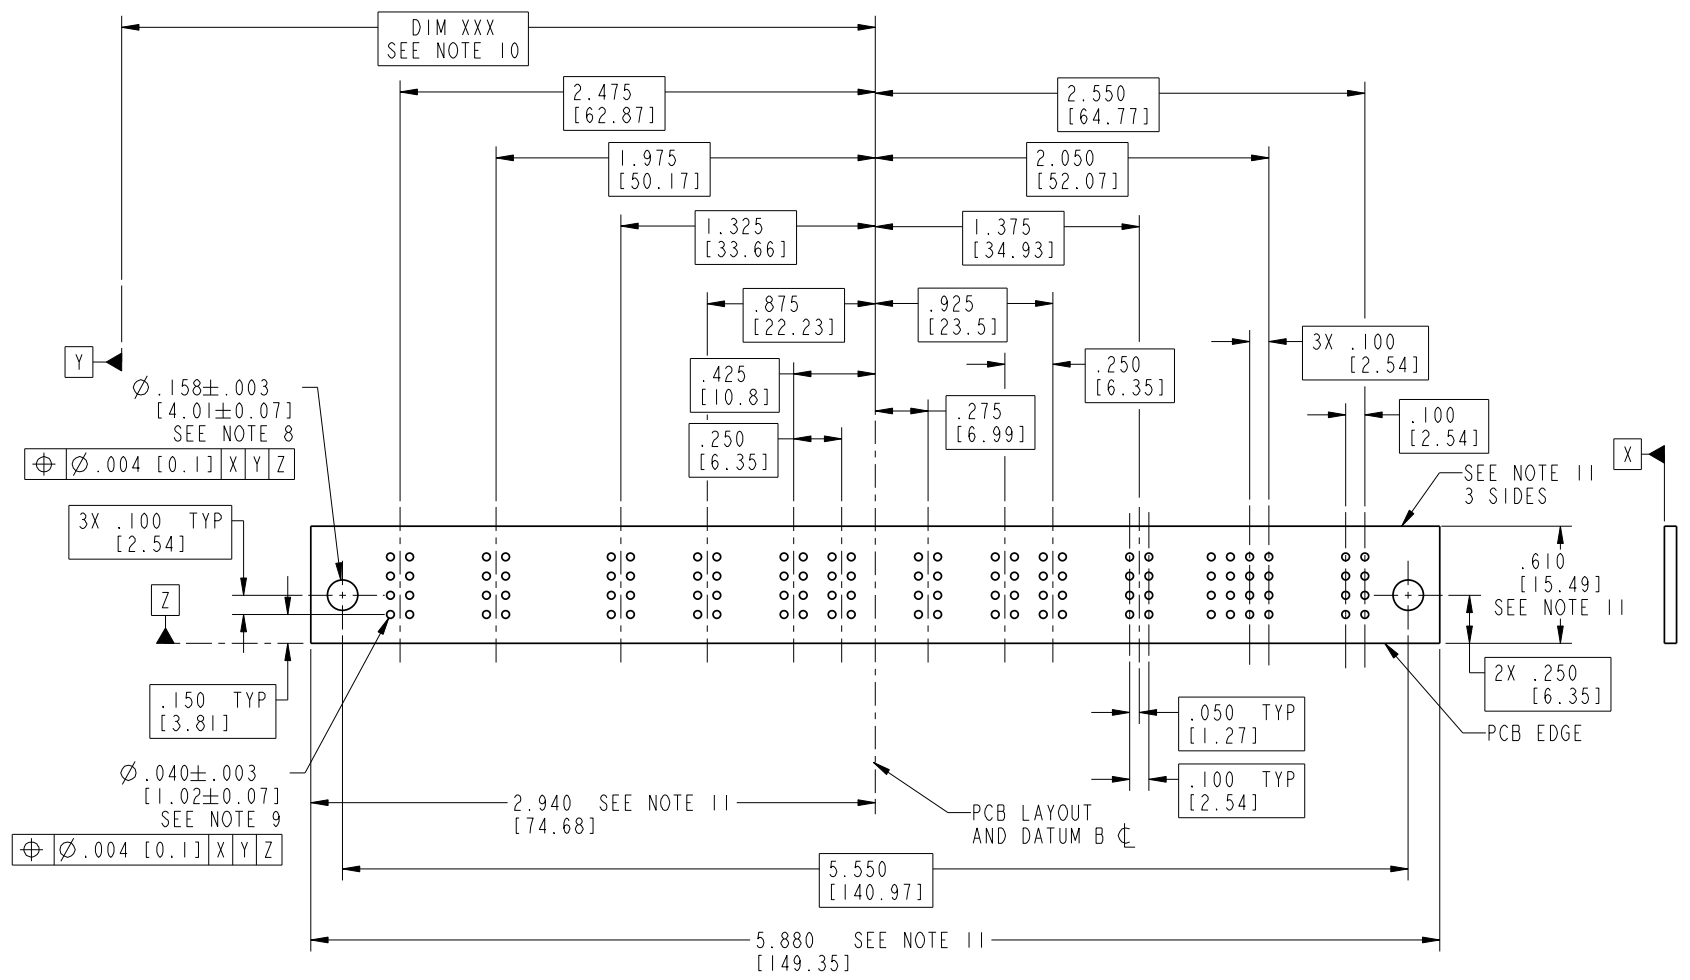 DIM XXX
SEE NOTE 10
2.475
[62.87]
2.550
[64.77]
1.975
[50.17]
2.050
[52.07]
1.325
[33.66]
1.375
[34.93]
.875
[22.23]
.925
[23.5]
3X .100
[2.54]
Y
.425
[10.8]
.250
[6.35]
Ø.158±.003
[4.01±0.07]
SEE NOTE 8
.275
[6.99]
.100
[2.54]
.250
[6.35]
⌖ Ø.004 [0.1] X Y Z
X
SEE NOTE 11
3 SIDES
3X .100 TYP
[2.54]
.610
[15.49]
SEE NOTE 11
Z
2X .250
[6.35]
.150 TYP
[3.81]
.050 TYP
[1.27]
PCB EDGE
Ø.040±.003
[1.02±0.07]
SEE NOTE 9
.100 TYP
[2.54]
2.940 SEE NOTE 11
[74.68]
PCB LAYOUT
AND DATUM B ℄
⌖ Ø.004 [0.1] X Y Z
5.550
[140.97]
5.880 SEE NOTE 11
[149.35]